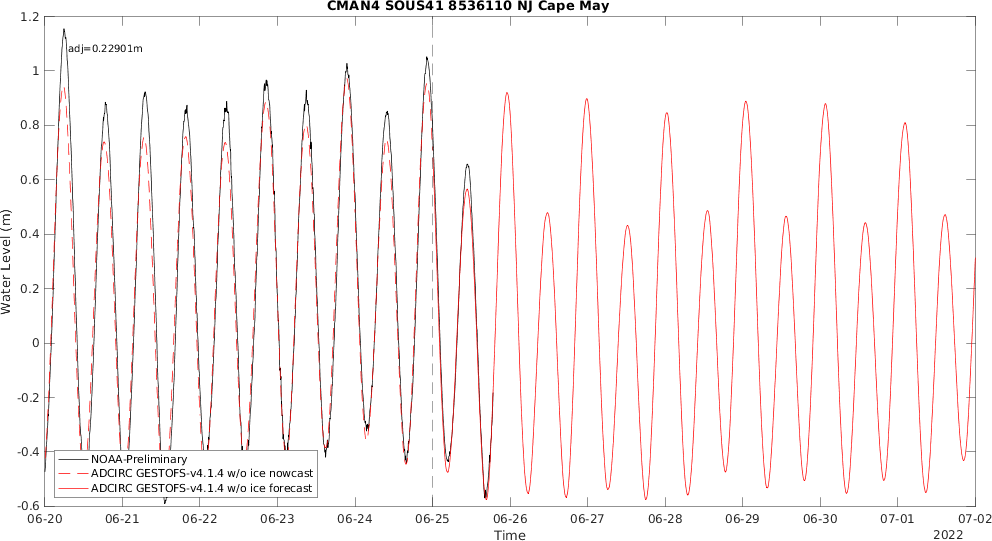 CMAN4 SOUS41 8536110 NJ Cape May
adj=0.22901m
Water Level (m)
1.2
1
0.8
0.6
0.4
0.2
0
-0.2
-0.4
-0.6
NOAA-Preliminary
ADCIRC GESTOFS-v4.1.4 w/o ice nowcast
ADCIRC GESTOFS-v4.1.4 w/o ice forecast
06-20 06-21 06-22 06-23 06-24 06-25 06-26 06-27 06-28 06-29 06-30 07-01 07-02
Time
2022